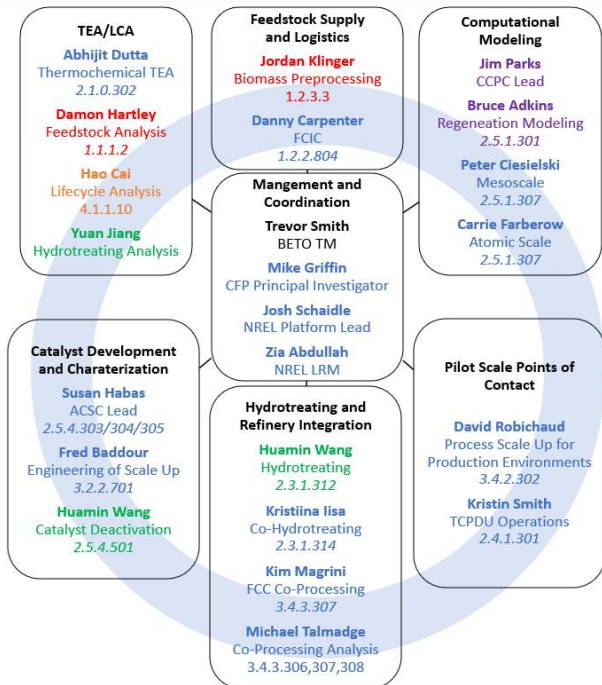 TEA/LCA
Abhijit Dutta
Thermochemical TEA
2.1.0.302
Damon Hartley
Feedstock Analysis
1.1.1.2
Hao Cai
Lifecycle Analysis
4.1.1.10
Yuan Jiang
Hydrotreating Analysis
Feedstock Supply
and Logistics
Jordan Klinger
Biomass Preprocessing
1.2.3.3
Danny Carpenter
FCIC
1.2.2.804
Computational
Modeling
Jim Parks
CCPC Lead
Bruce Adkins
Regeneation Modeling
2.5.1.301
Peter Ciesielski
Mesoscale
2.5.1.307
Carrie Farberow
Atomic Scale
2.5.1.307
Mangement and
Coordination
Trevor Smith
BETO TM
Mike Griffin
CFP Principal Investigator
Josh Schaidle
NREL Platform Lead
Zia Abdullah
NREL LRM
Catalyst Development
and Charaterization
Susan Habas
ACSC Lead
2.5.4.303/304/305
Fred Baddour
Engineering of Scale Up
3.2.2.701
Huamin Wang
Catalyst Deactivation
2.5.4.501
Hydrotreating and
Refinery Integration
Huamin Wang
Hydrotreating
2.3.1.312
Kristiina Iisa
Co-Hydrotreating
2.3.1.314
Kim Magrini
FCC Co-Processing
3.4.3.307
Michael Talmadge
Co-Processing Analysis
3.4.3.306,307,308
Pilot Scale Points of
Contact
David Robichaud
Process Scale Up for
Production Environments
3.4.2.302
Kristin Smith
TCPDU Operations
2.4.1.301